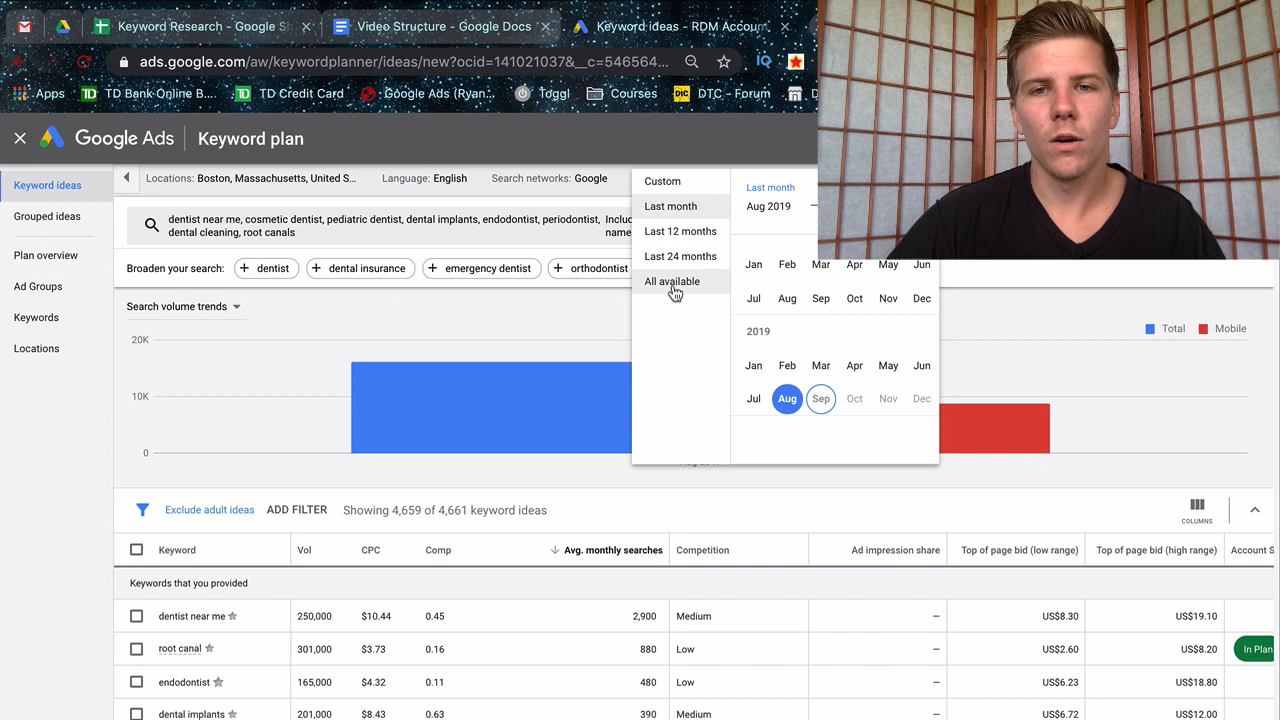 Keyword Research - Google S
Video Structure - Google Docs
Keyword ideas - RDM Accoun
ads.google.com/aw/keywordplanner/ideas/new?ocid=141021037&__c=546564...
IQ
Apps
TD Bank Online B...
TD Credit Card
Google Ads (Ryan...
Toggl
Courses
DTC - Forum
Google Ads
Keyword plan
Keyword ideas
Grouped ideas
Plan overview
Ad Groups
Keywords
Locations
Locations: Boston, Massachusetts, United S...
Language: English
Search networks: Google
dentist near me, cosmetic dentist, pediatric dentist, dental implants, endodontist, periodontist,
dental cleaning, root canals
Includ
name
Broaden your search:
+ dentist
+ dental insurance
+ emergency dentist
+ orthodontist
Custom
Last month
Last 12 months
Last 24 months
All available
Last month
Aug 2019 –
Jan Feb Mar Apr May Jun
Jul Aug Sep Oct Nov Dec
2019
Jan Feb Mar Apr May Jun
Jul Aug Sep Oct Nov Dec
Search volume trends
Total
Mobile
20K
10K
0
Exclude adult ideas
ADD FILTER
Showing 4,659 of 4,661 keyword ideas
COLUMNS
Keyword Vol CPC Comp Avg. monthly searches Competition Ad impression share Top of page bid (low range) Top of page bid (high range) Account S
Keywords that you provided
dentist near me 250,000 $10.44 0.45 2,900 Medium – US$8.30 US$19.10
root canal 301,000 $3.73 0.16 880 Low – US$2.60 US$8.20 In Plan
endodontist 165,000 $4.32 0.11 480 Low – US$6.23 US$18.80
dental implants 201,000 $8.43 0.63 390 Medium – US$6.72 US$12.00